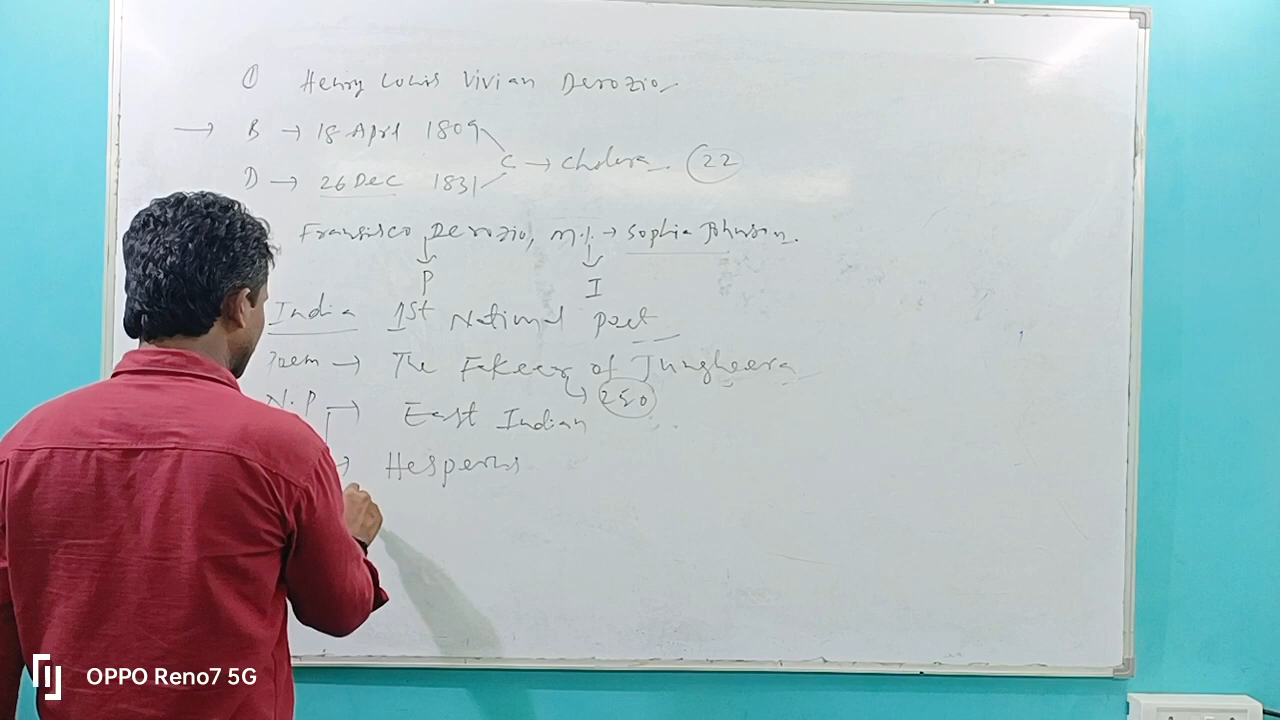 ① Henry Louis Vivian Derozio
→ B → 18 April 1809
C → Cholera. 22
D → 26 Dec 1831
Fransisco Derozio, M.J. → Sophia Johnson.
P I
India 1st National Poet
Poem → The Fakeer of Jungheera
N.P → East Indian
→ Hesperus
OPPO Reno7 5G